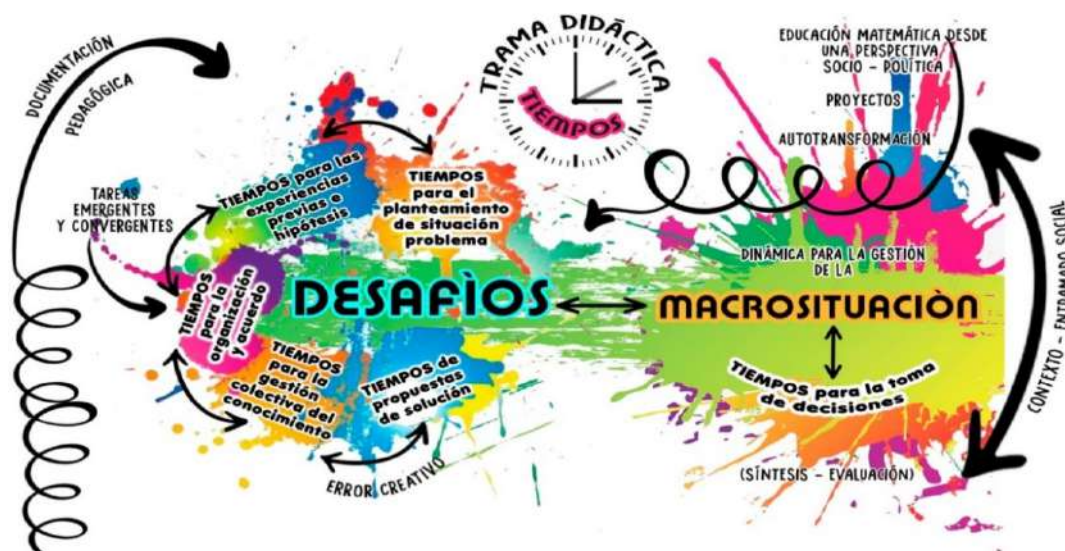 DOCUMENTACIÓN
PEDAGÓGICA
TRAMA DIDÁCTICA
TIEMPOS
EDUCACIÓN MATEMÁTICA DESDE
UNA PERSPECTIVA
SOCIO - POLÍTICA
PROYECTOS
AUTOTRANSFORMACIÓN
TAREAS
EMERGENTES
Y CONVERGENTES
TIEMPOS para las
experiencias
previas e
hipótesis
TIEMPOS
para el
planteamiento
de situación
problema
TIEMPOS
para la
organización
y acuerdo
DESAFÌOS
DINÁMICA PARA LA GESTIÓN
DE LA
MACROSITUACIÒN
TIEMPOS
para la
gestión
colectiva del
conocimiento
TIEMPOS de
propuestas
de solución
ERROR CREATIVO
TIEMPOS para la toma
de decisiones
(SÍNTESIS - EVALUACIÓN)
CONTEXTO - ENTRAMADO SOCIAL